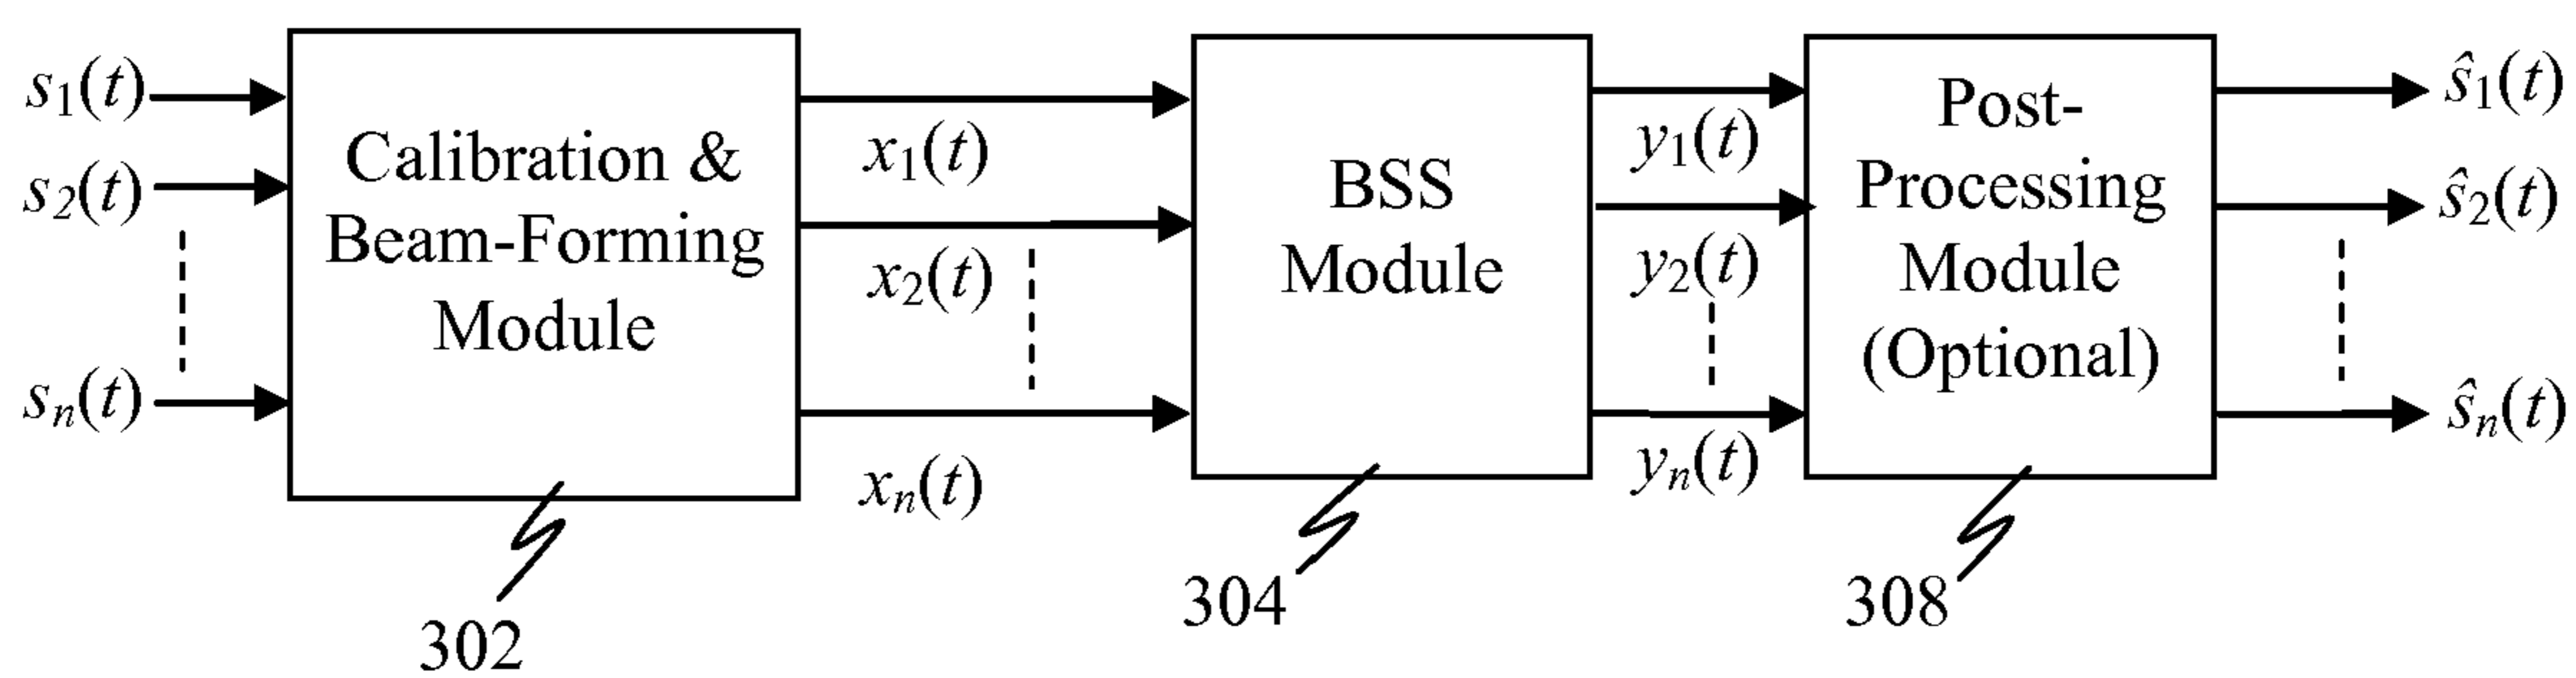 s1(t)
s2(t)
sn(t)
Calibration &
Beam-Forming
Module
302
x1(t)
x2(t)
xn(t)
BSS
Module
304
y1(t)
y2(t)
yn(t)
Post-
Processing
Module
(Optional)
308
ŝ1(t)
ŝ2(t)
ŝn(t)